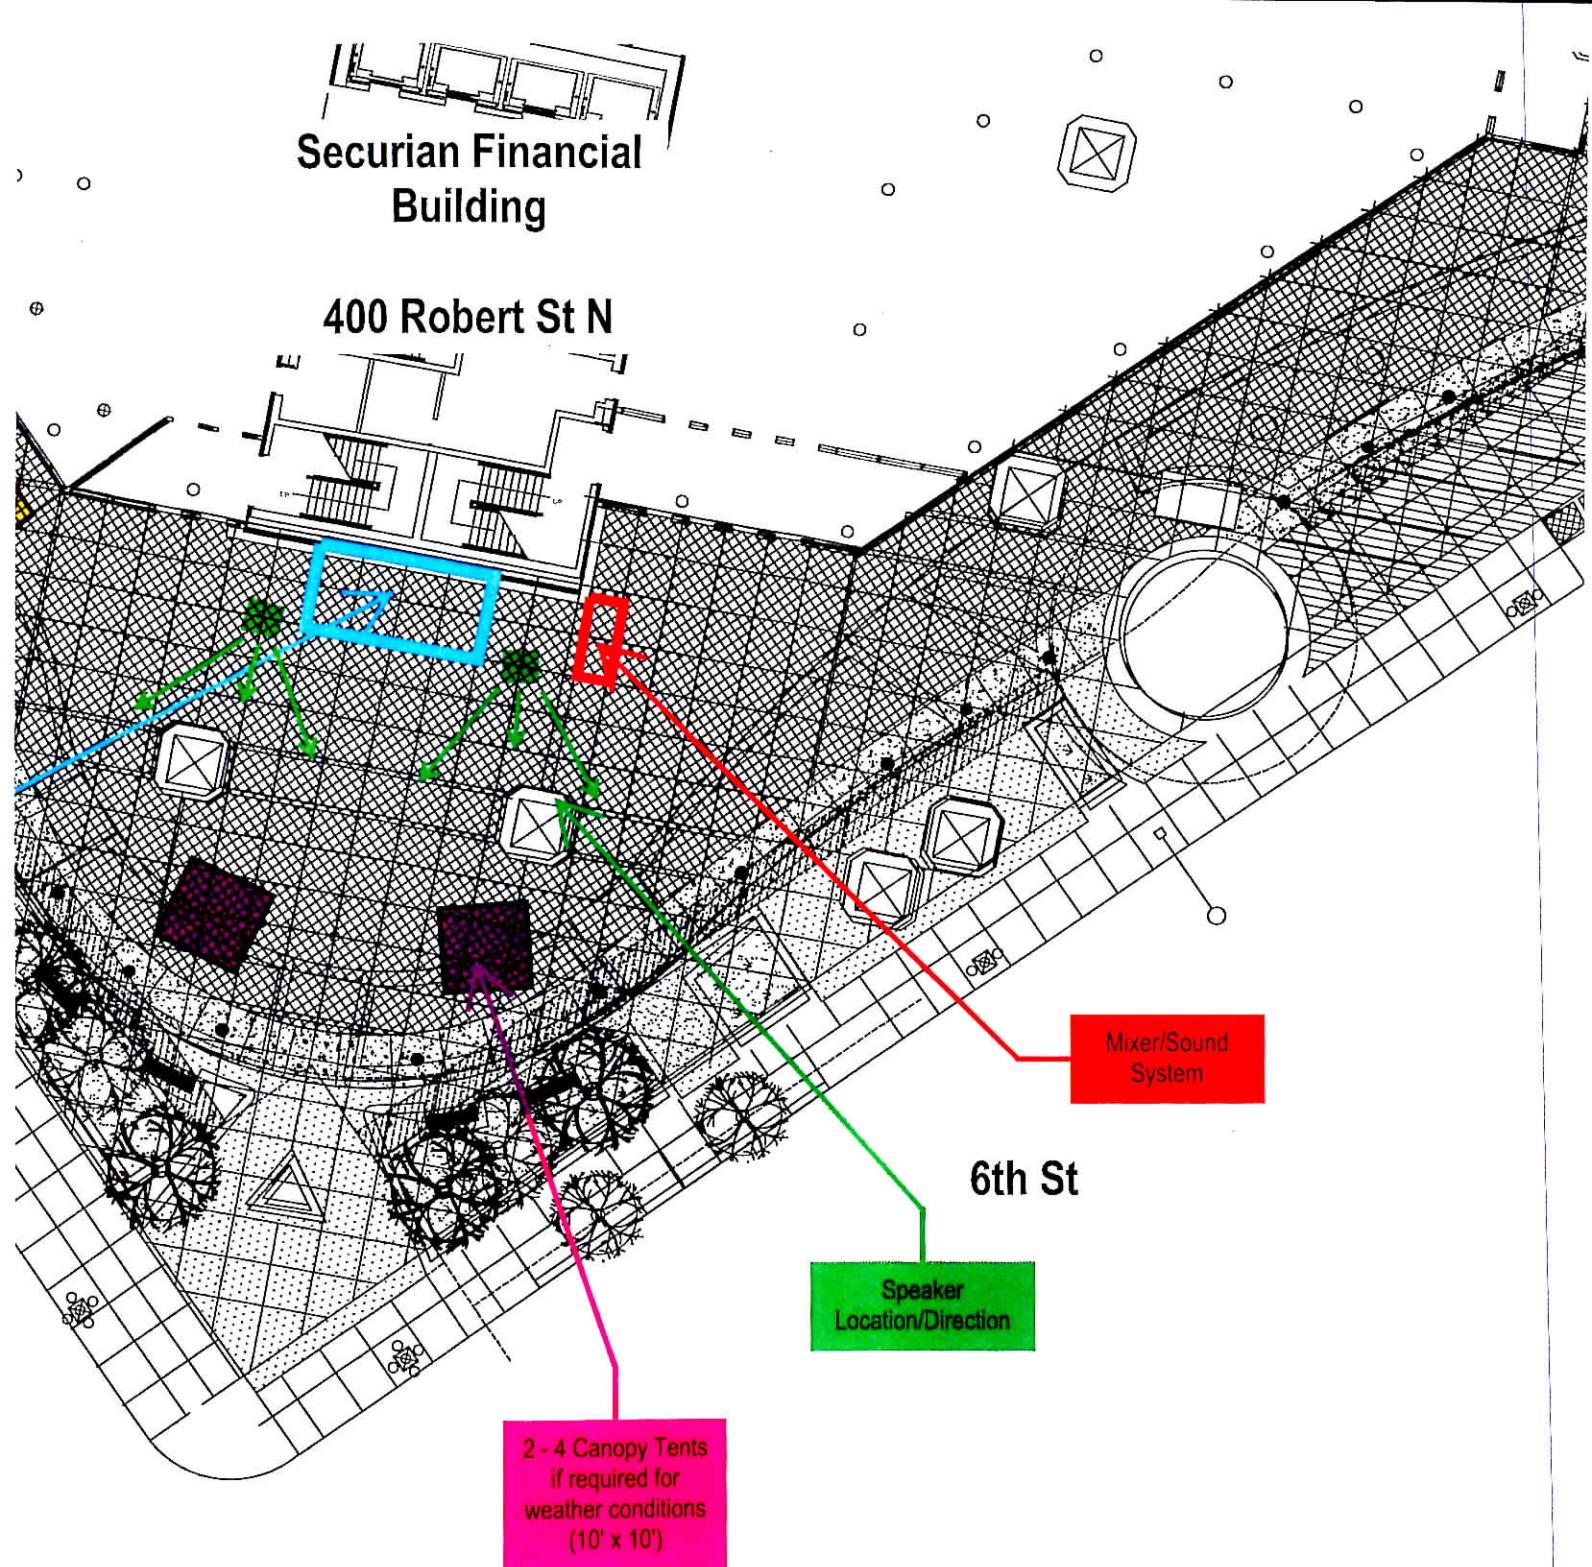 Securian Financial
Building
400 Robert St N
Mixer/Sound
System
6th St
Speaker
Location/Direction
2 - 4 Canopy Tents
if required for
weather conditions
(10' x 10')